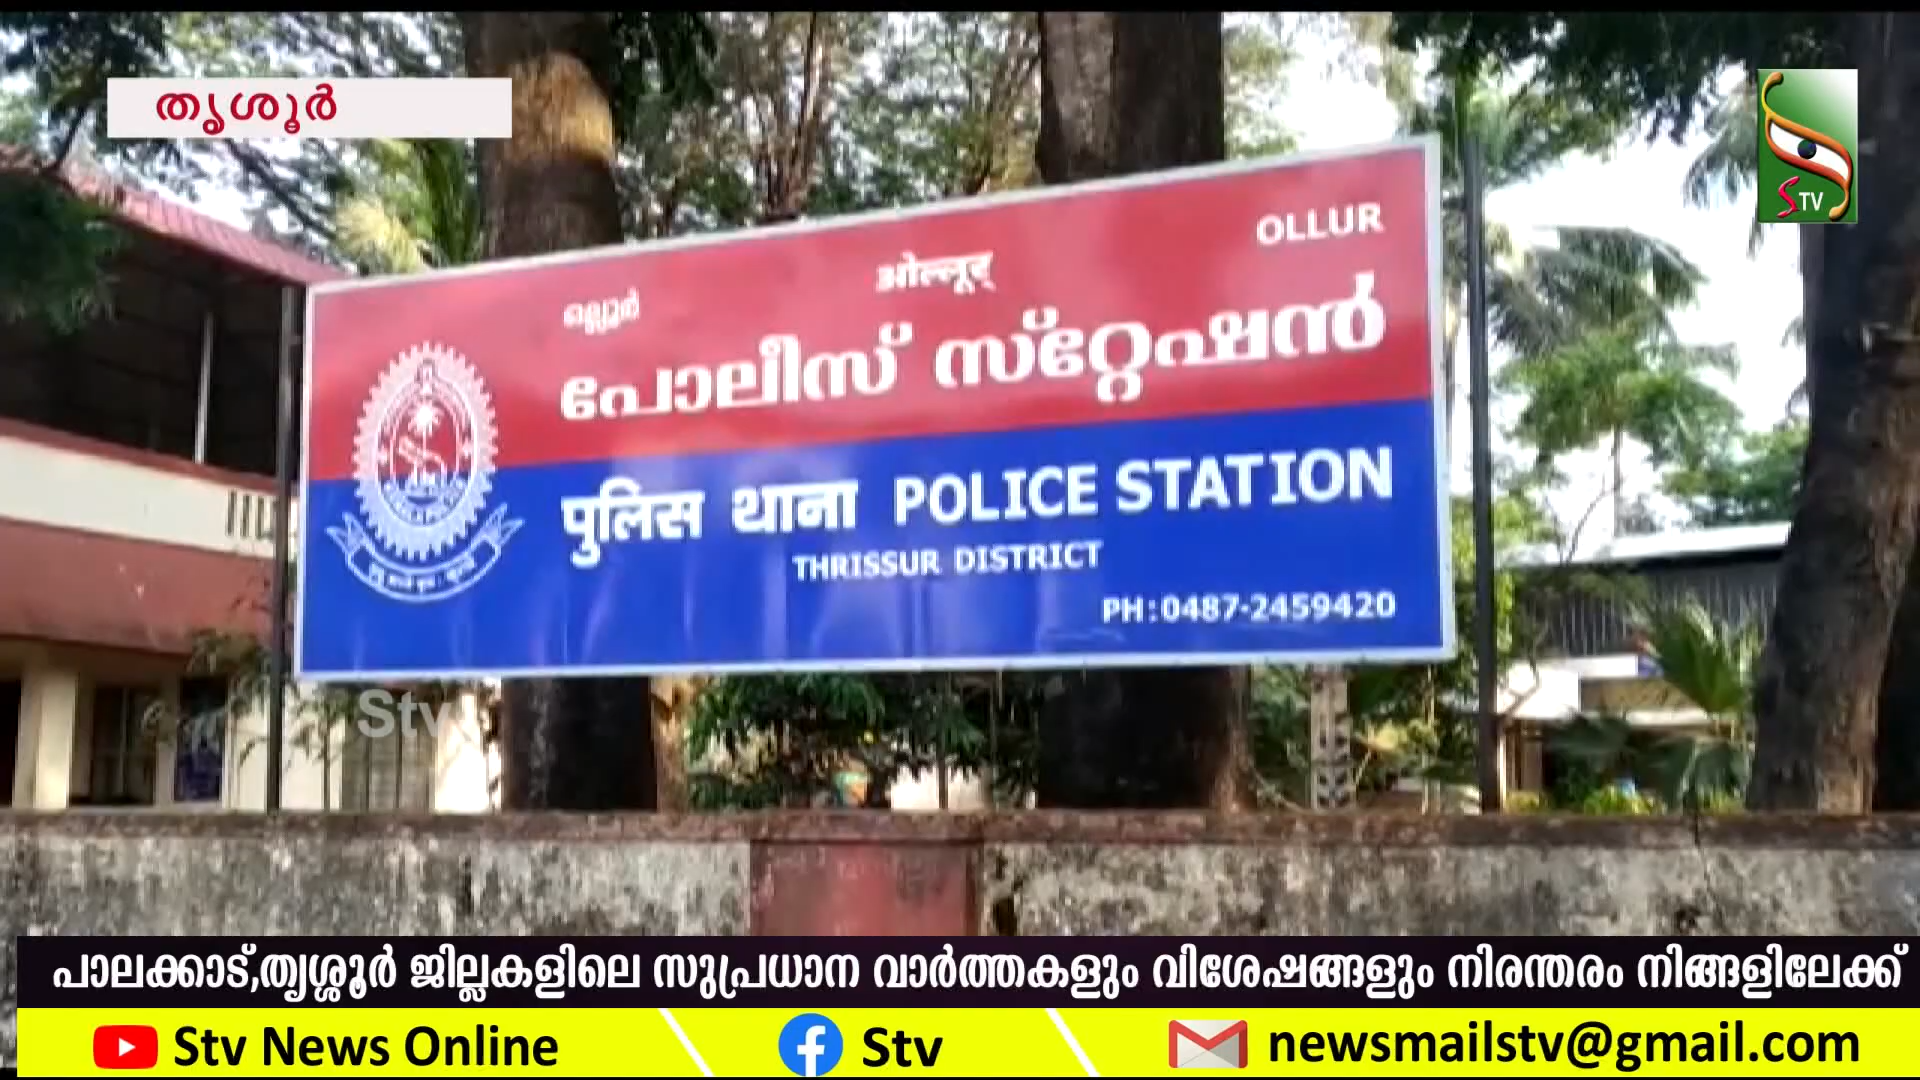 തൃശൂർ
STV
OLLUR
ओल्लूर्
ഒല്ലൂർ
പോലീസ് സ്റ്റേഷൻ
पुलिस थाना POLICE STATION
THRISSUR DISTRICT
PH:0487-2459420
Stv
പാലക്കാട്,തൃശ്ശൂർ ജില്ലകളിലെ സുപ്രധാന വാർത്തകളും വിശേഷങ്ങളും നിരന്തരം നിങ്ങളിലേക്ക്
Stv News Online Stv newsmailstv@gmail.com